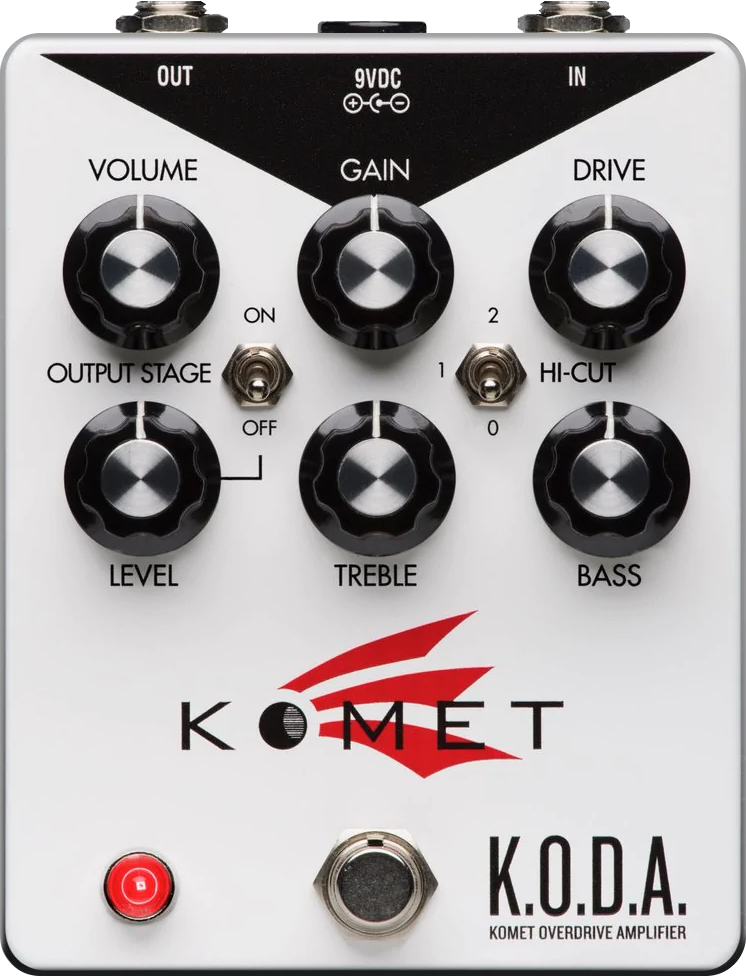 OUT
9VDC
IN
VOLUME
GAIN
DRIVE
ON
2
OUTPUT STAGE
1
HI-CUT
OFF
0
LEVEL
TREBLE
BASS
KOMET
K.O.D.A.
KOMET OVERDRIVE AMPLIFIER